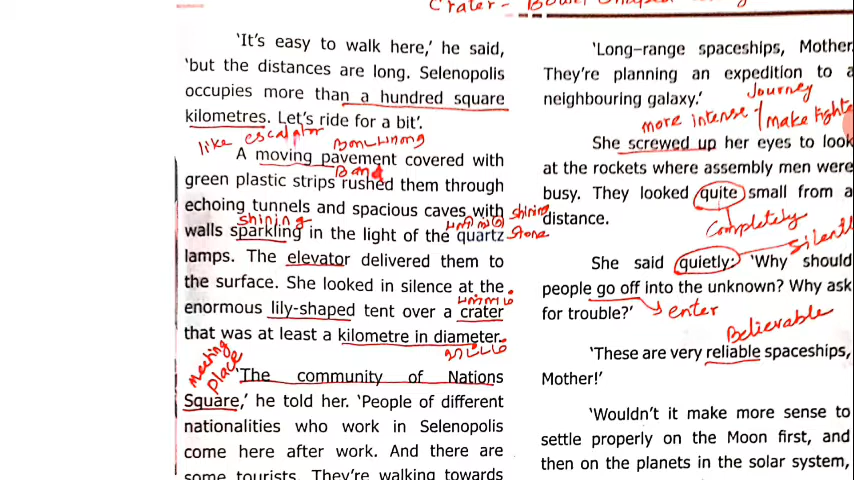 Crater-
'It's easy to walk here,' he said,
'but the distances are long. Selenopolis
occupies more than a hundred square
kilometres. Let's ride for a bit'.
like escalator
A moving pavement covered with
green plastic strips rushed them through
echoing tunnels and spacious caves with
shining
shining
walls sparkling in the light of the quartz
stone
lamps. The elevator delivered them to
the surface. She looked in silence at the
enormous lily-shaped tent over a crater
பள்ளம்
that was at least a kilometre in diameter.
விட்டம்
meeting
place
'The community of Nations
Square,' he told her. 'People of different
nationalities who work in Selenopolis
come here after work. And there are
some tourists. They're walking towards
'Long-range spaceships, Mother.
They're planning an expedition to a
Journey
neighbouring galaxy.'
more intense / make tight
She screwed up her eyes to look
at the rockets where assembly men were
busy. They looked quite small from a
distance.
completely
silent
She said quietly: 'Why should
people go off into the unknown? Why ask
for trouble?'
enter
Believable
'These are very reliable spaceships,
Mother!'
'Wouldn't it make more sense to
settle properly on the Moon first, and
then on the planets in the solar system,